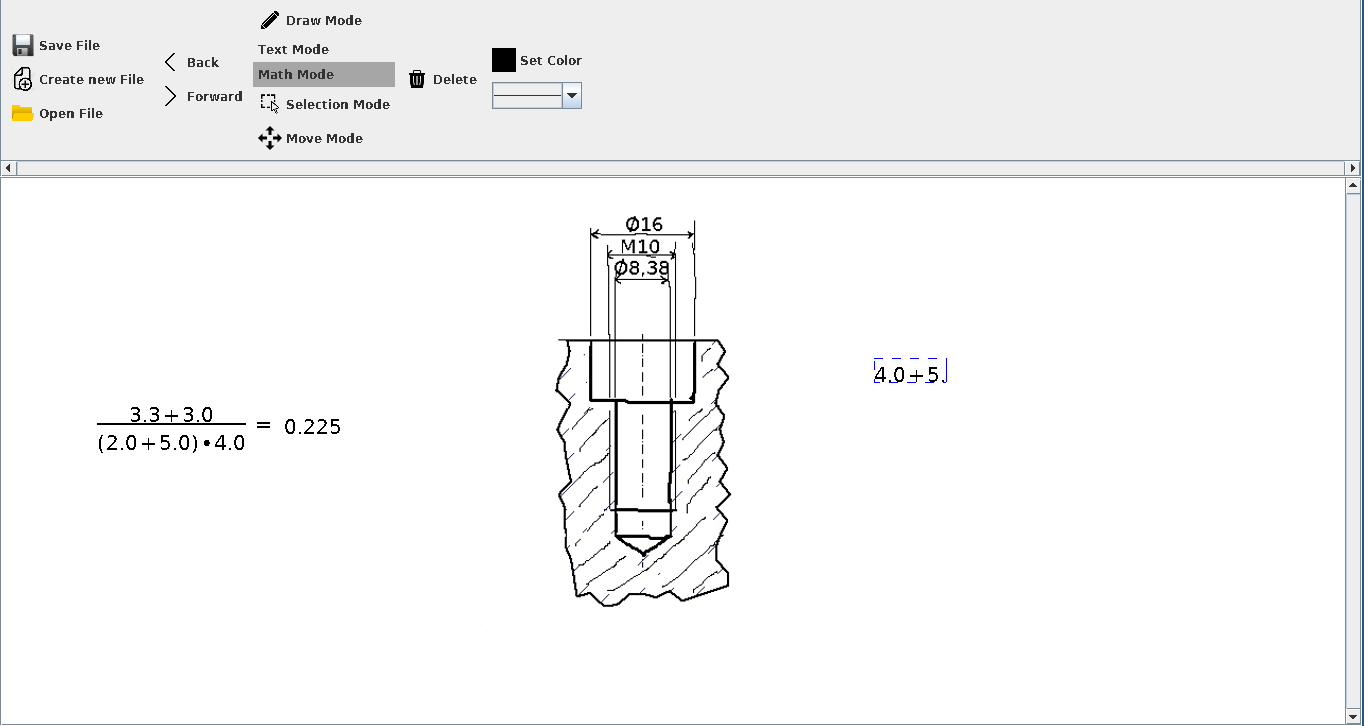 Save File
Create new File
Open File
Back
Forward
Draw Mode
Text Mode
Math Mode
Selection Mode
Move Mode
Delete
Set Color
Ø16
M10
Ø8,38
3.3+3.0
(2.0+5.0)•4.0
= 0.225
4.0+5.